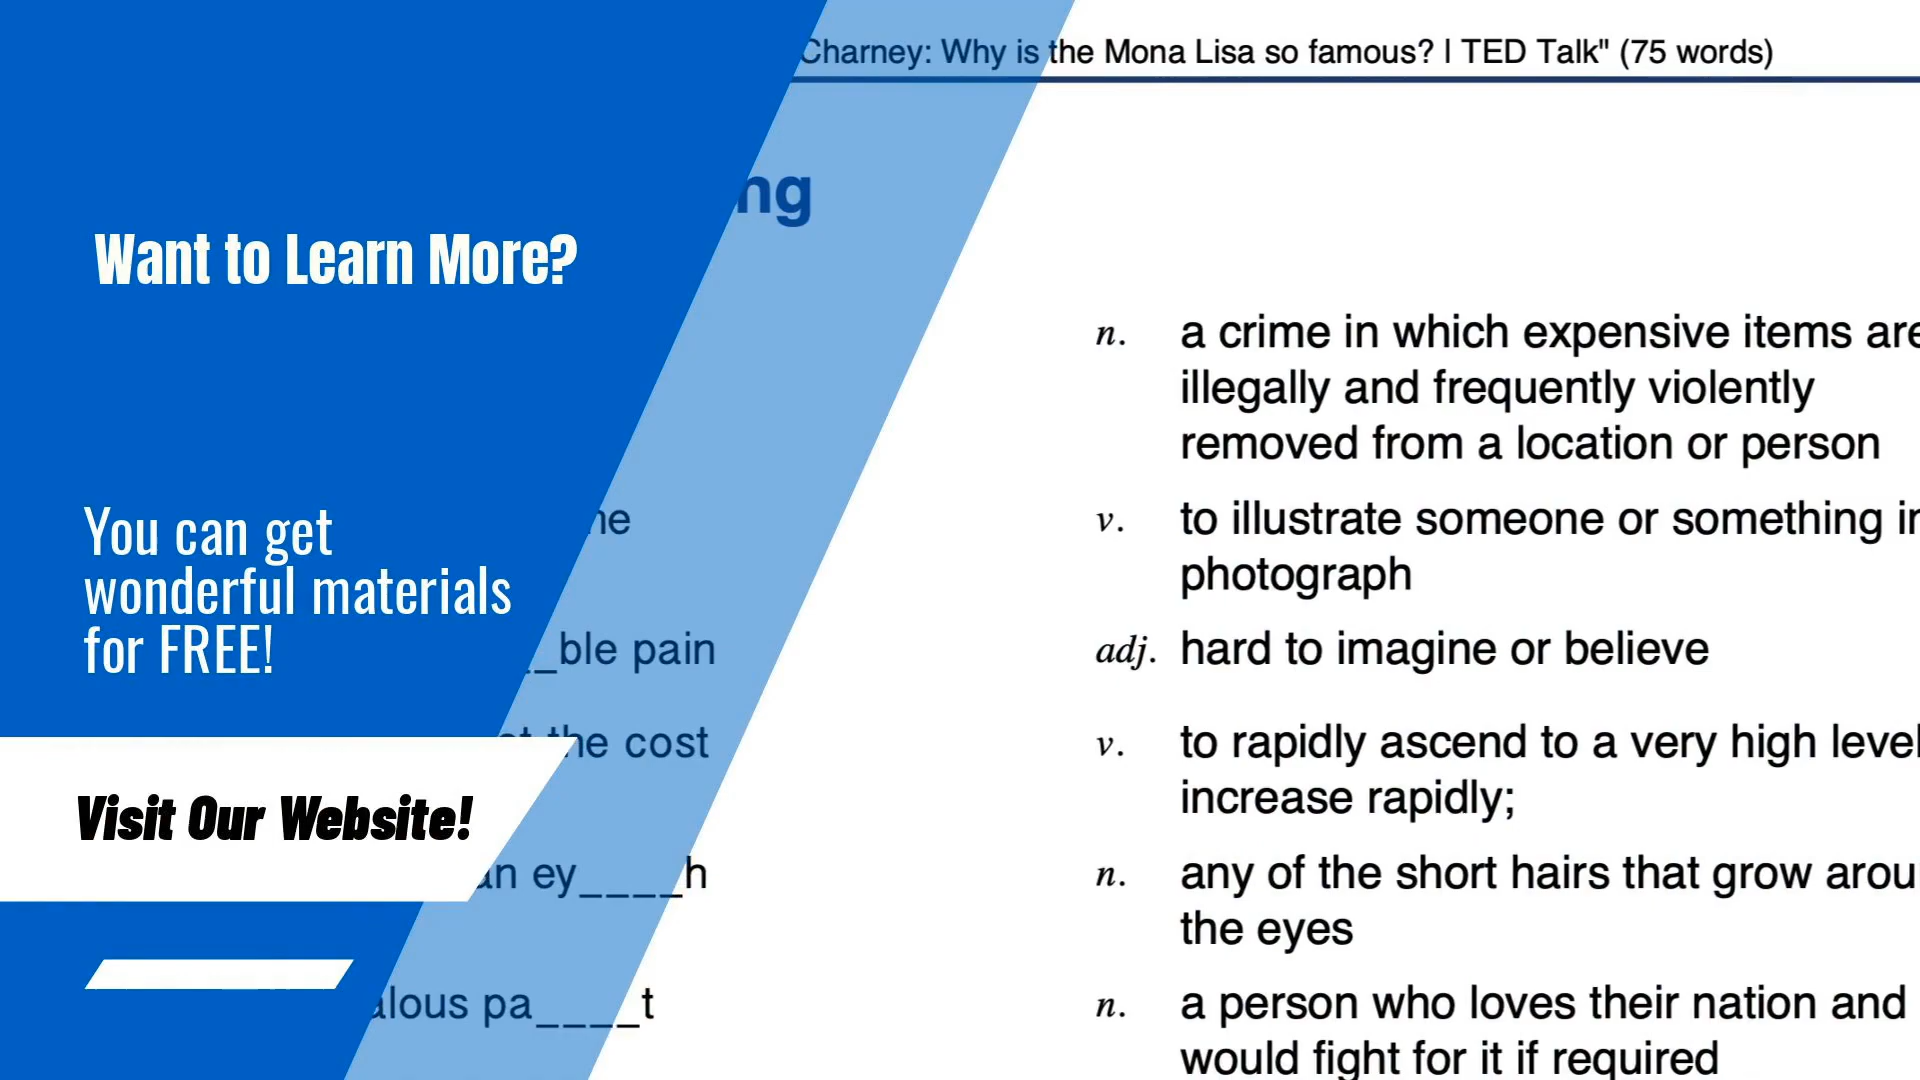 Charney: Why is the Mona Lisa so famous? | TED Talk" (75 words)
ng
Want to Learn More?
You can get
wonderful materials
for FREE!
Visit Our Website!
n. a crime in which expensive items are
illegally and frequently violently
removed from a location or person
ne
v. to illustrate someone or something in
photograph
_ble pain
adj. hard to imagine or believe
the cost
v. to rapidly ascend to a very high level
increase rapidly;
an ey____h
n. any of the short hairs that grow arou
the eyes
alous pa____t
n. a person who loves their nation and
would fight for it if required